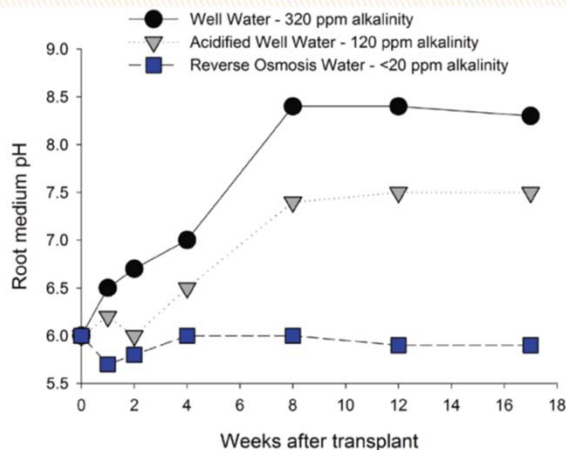 Well Water - 320 ppm alkalinity
Acidified Well Water - 120 ppm alkalinity
Reverse Osmosis Water - <20 ppm alkalinity
9.0
8.5
8.0
7.5
7.0
6.5
6.0
5.5
Root medium pH
0 2 4 6 8 10 12 14 16 18
Weeks after transplant